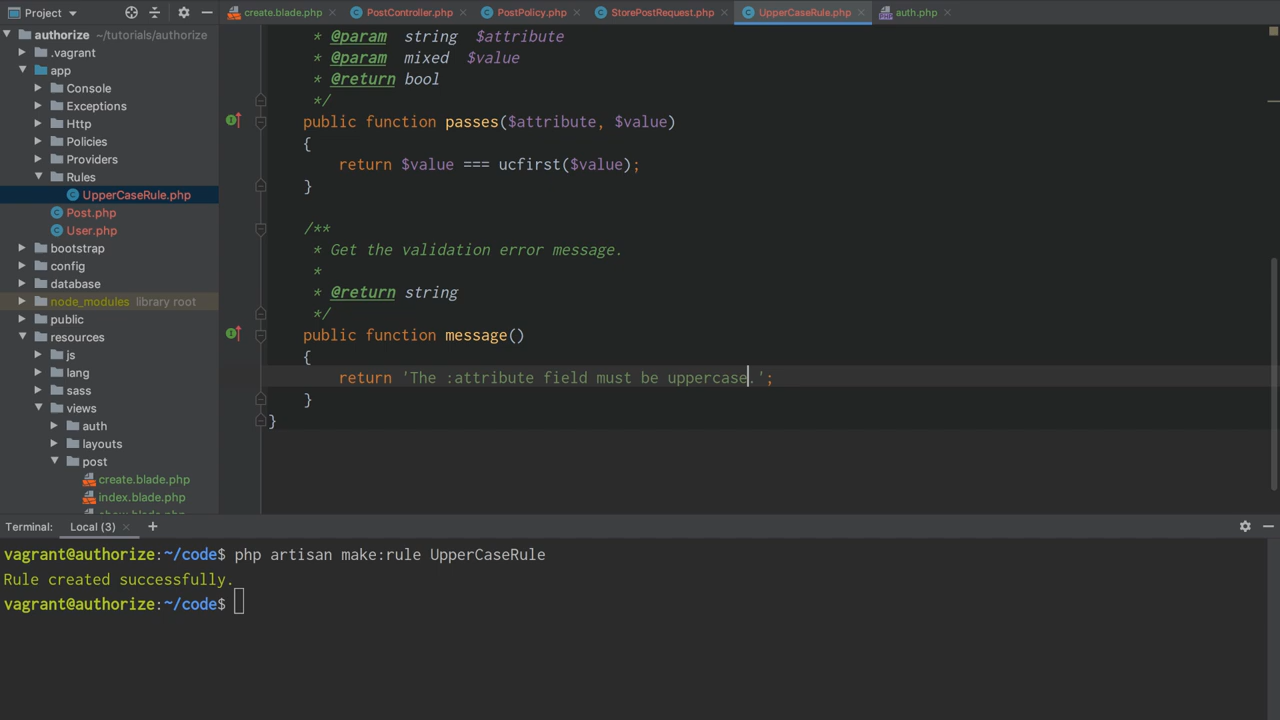 Project
create.blade.php
PostController.php
PostPolicy.php
StorePostRequest.php
UpperCaseRule.php
auth.php
authorize ~/tutorials/authorize
.vagrant
app
Console
Exceptions
Http
Policies
Providers
Rules
UpperCaseRule.php
Post.php
User.php
bootstrap
config
database
node_modules library root
public
resources
js
lang
sass
views
auth
layouts
post
create.blade.php
index.blade.php
show.blade.php
* @param string $attribute
* @param mixed $value
* @return bool
*/
public function passes($attribute, $value)
{
return $value === ucfirst($value);
}
/**
* Get the validation error message.
*
* @return string
*/
public function message()
{
return 'The :attribute field must be uppercase.';
}
}
Terminal: Local (3) +
vagrant@authorize:~/code$ php artisan make:rule UpperCaseRule
Rule created successfully.
vagrant@authorize:~/code$